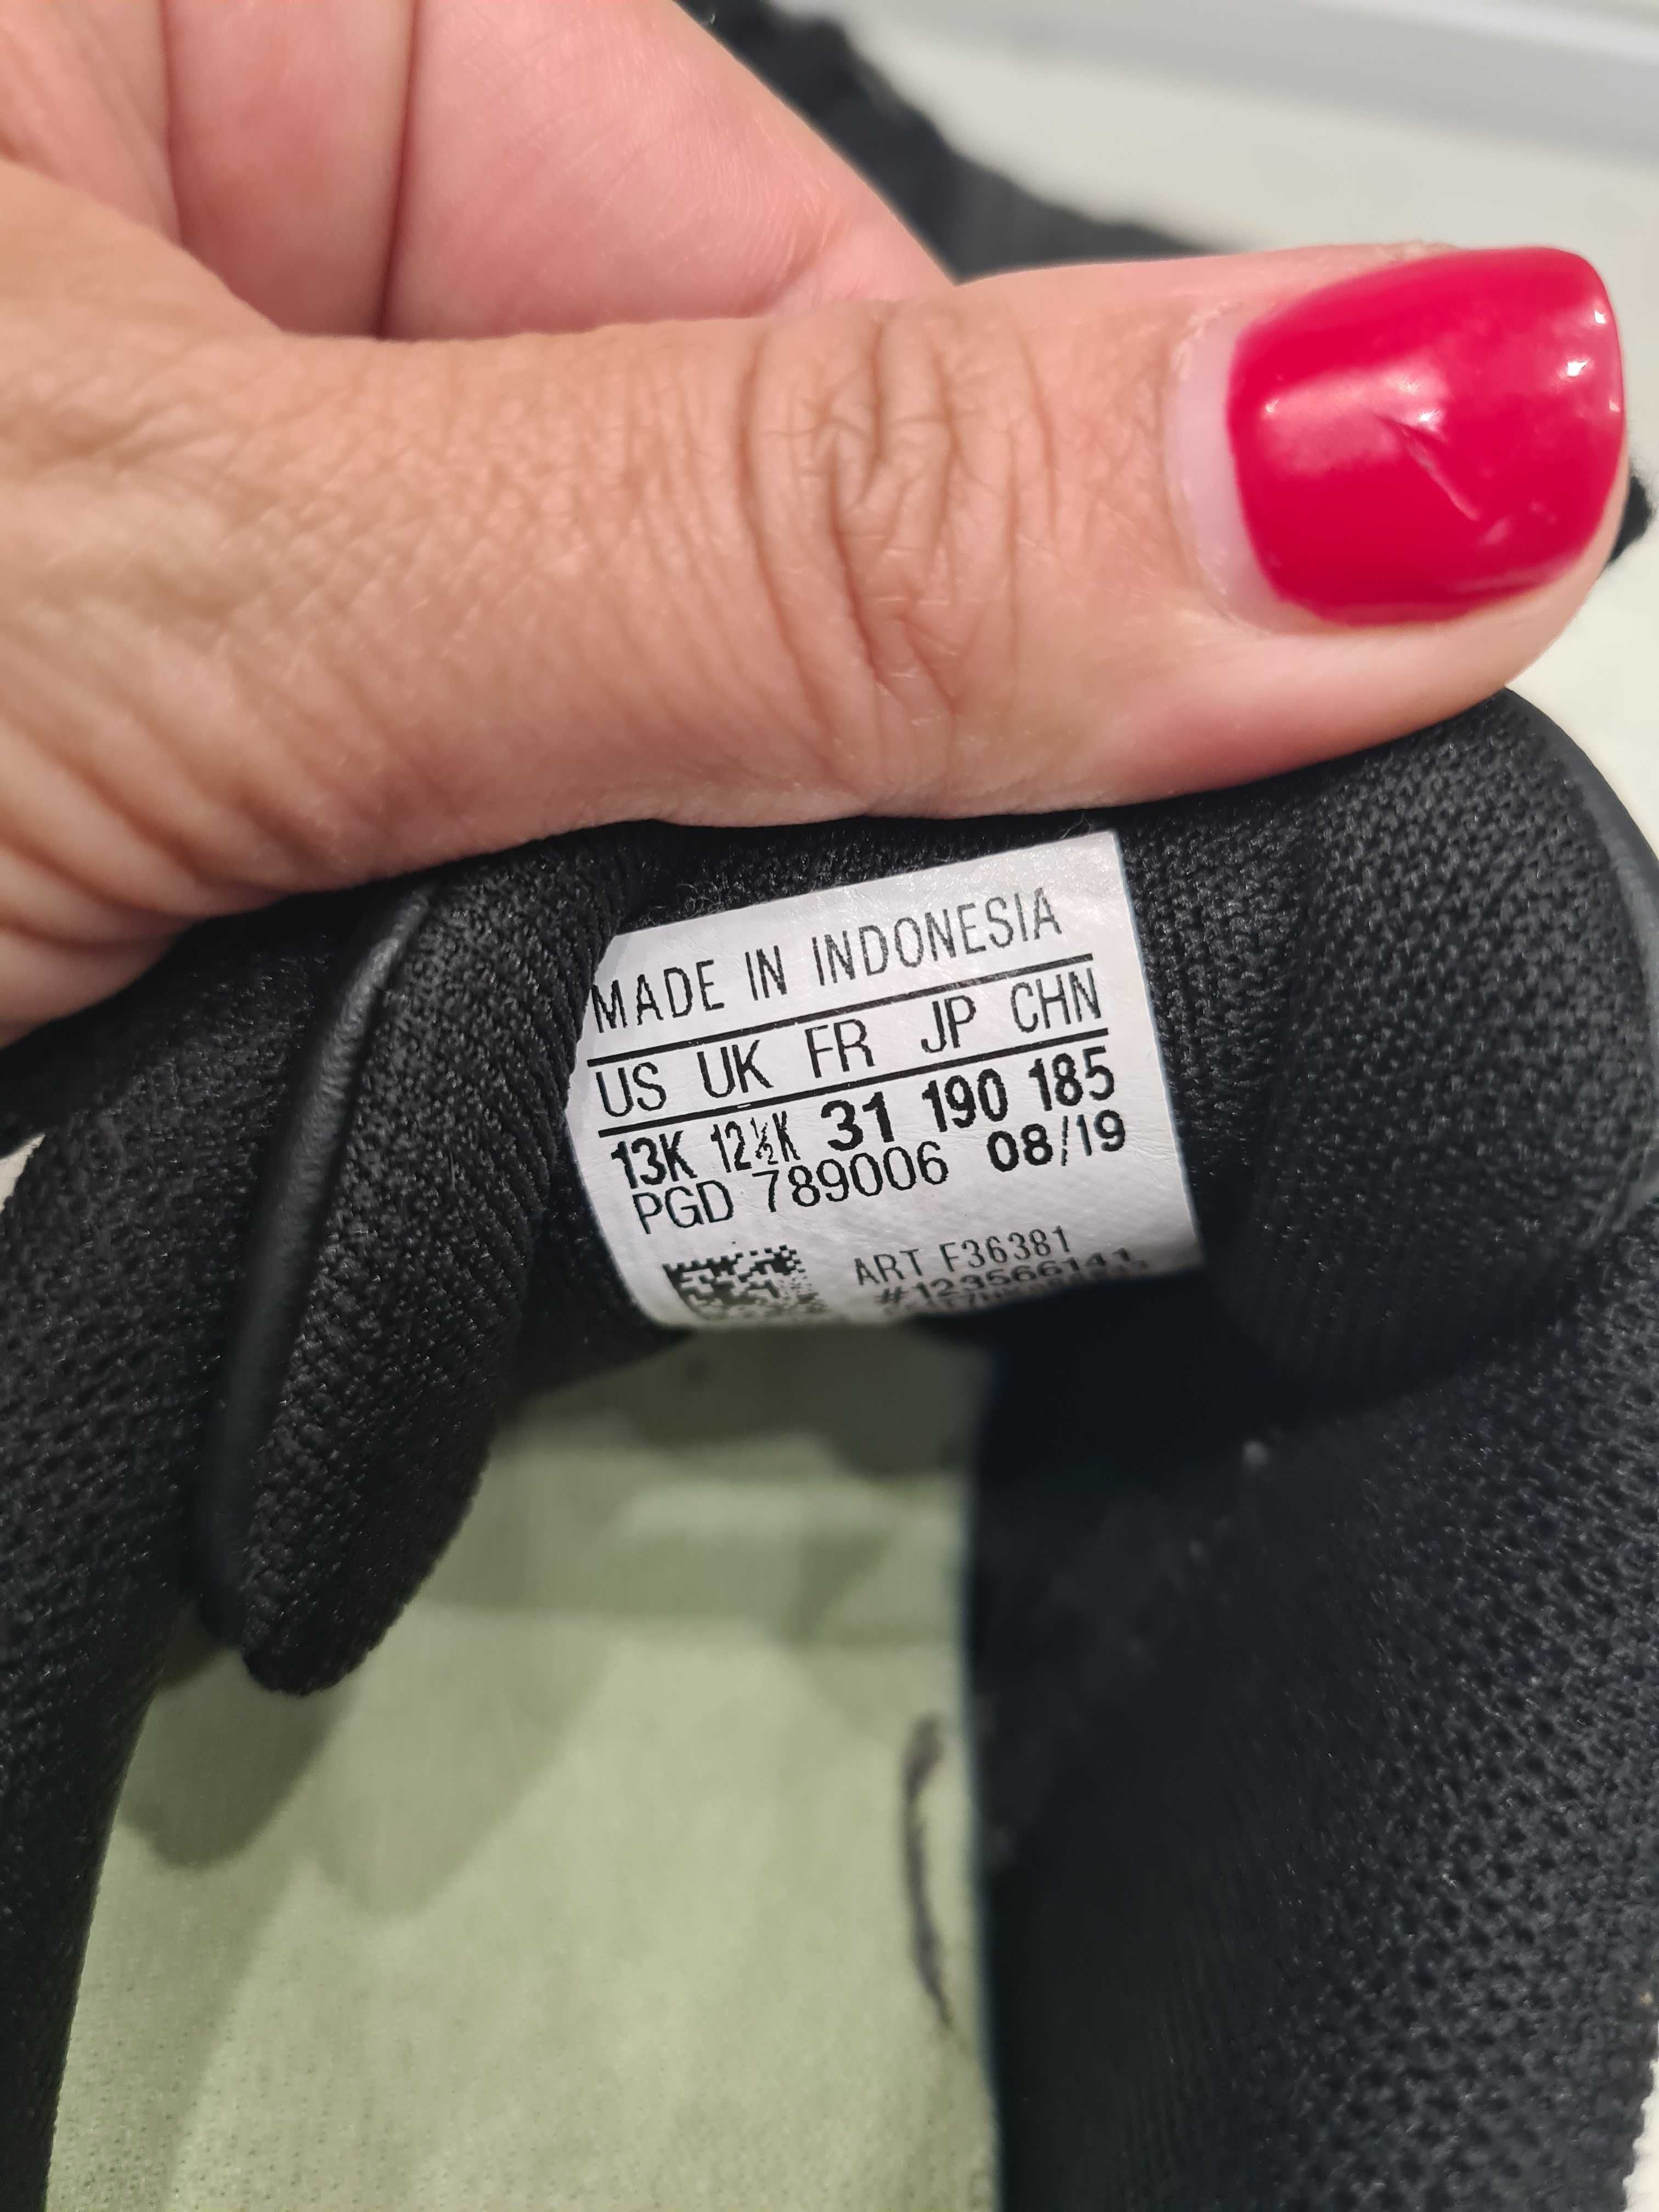 MADE IN INDONESIA
US UK FR JP CHN
13K 12½K 31 190 185
PGD 789006 08/19
ART F36381
#123566141